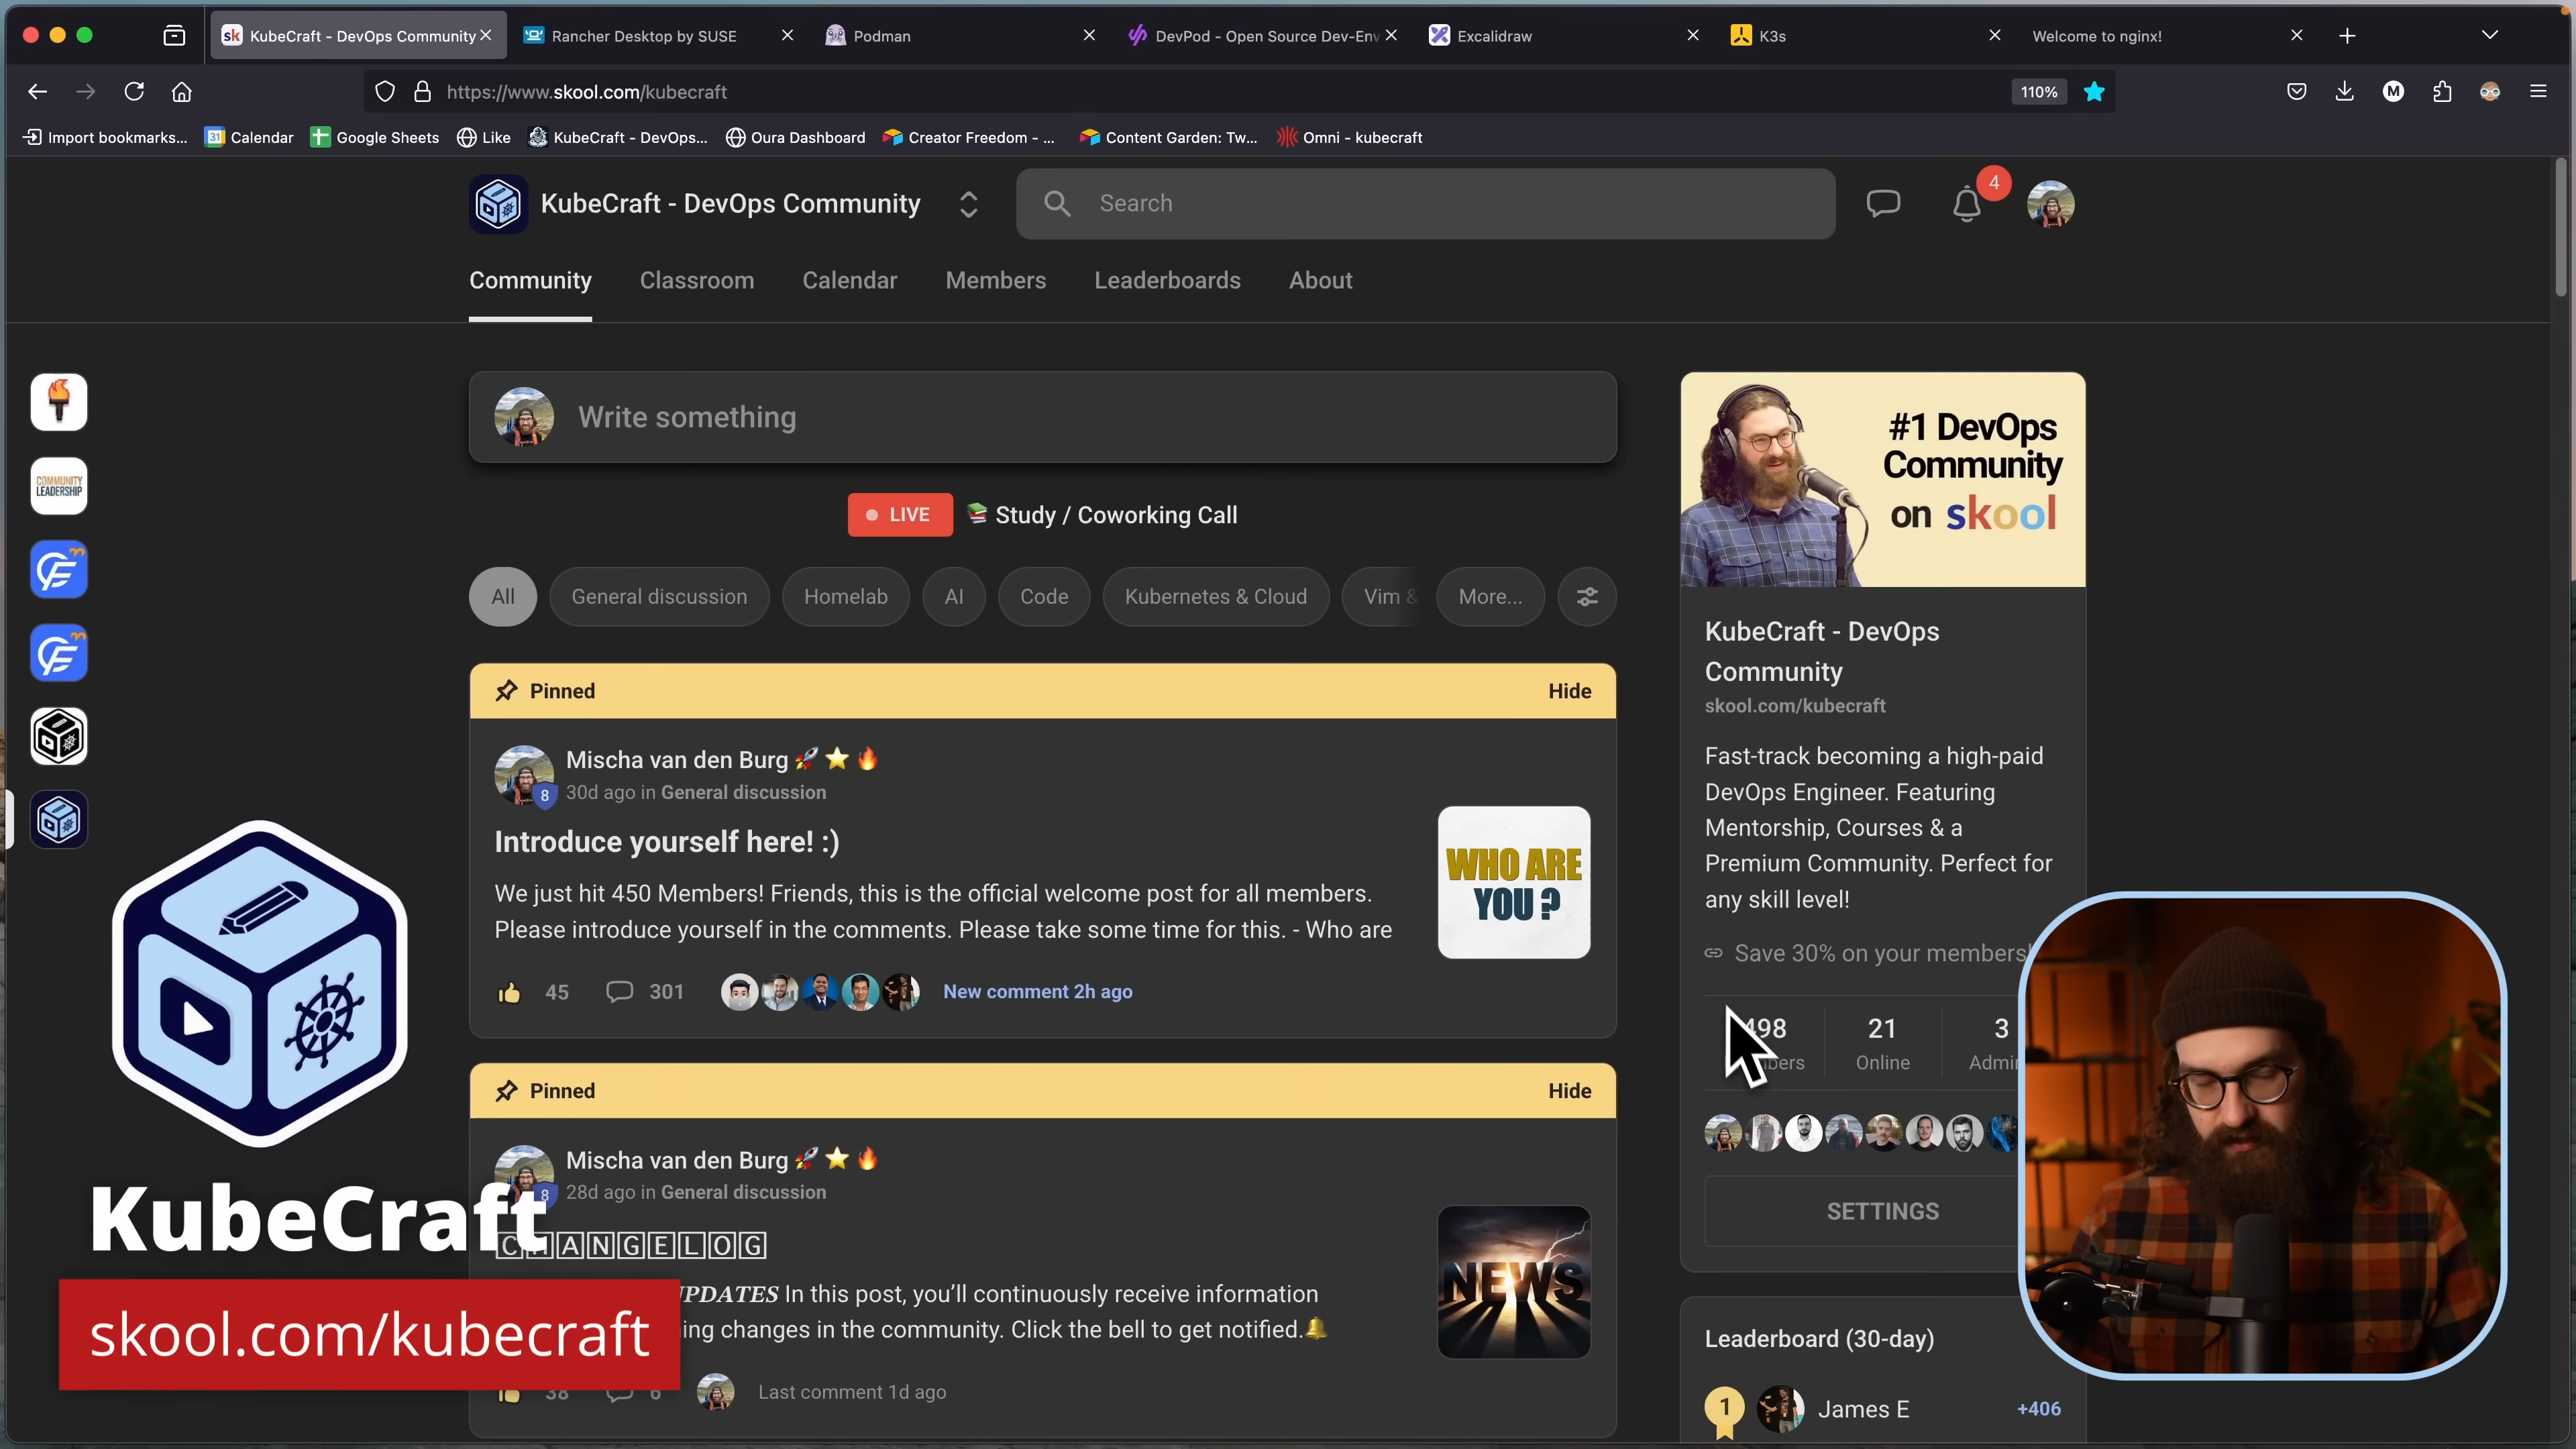 KubeCraft - DevOps Community
Rancher Desktop by SUSE
Podman
DevPod - Open Source Dev-Env
Excalidraw
K3s
Welcome to nginx!
https://www.skool.com/kubecraft
110%
M
Import bookmarks...
31 Calendar
Google Sheets
Like
KubeCraft - DevOps...
Oura Dashboard
Creator Freedom - ...
Content Garden: Tw...
Omni - kubecraft
KubeCraft - DevOps Community
Search
4
Community
Classroom
Calendar
Members
Leaderboards
About
COMMUNITY
LEADERSHIP
Write something
LIVE
Study / Coworking Call
All
General discussion
Homelab
AI
Code
Kubernetes & Cloud
Vim &
More...
Pinned
Hide
Mischa van den Burg 🚀⭐🔥
8
30d ago in General discussion
Introduce yourself here! :)
We just hit 450 Members! Friends, this is the official welcome post for all members.
Please introduce yourself in the comments. Please take some time for this. - Who are
WHO ARE
YOU ?
45
301
New comment 2h ago
Pinned
Hide
Mischa van den Burg 🚀⭐🔥
8
28d ago in General discussion
CHANGELOG
UPDATES In this post, you'll continuously receive information
changes in the community. Click the bell to get notified.🔔
NEWS
38
6
Last comment 1d ago
#1 DevOps
Community
on skool
KubeCraft - DevOps
Community
skool.com/kubecraft
Fast-track becoming a high-paid
DevOps Engineer. Featuring
Mentorship, Courses & a
Premium Community. Perfect for
any skill level!
Save 30% on your
21
Online
3
SETTINGS
Leaderboard (30-day)
1
James E
+406
KubeCraft
skool.com/kubecraft